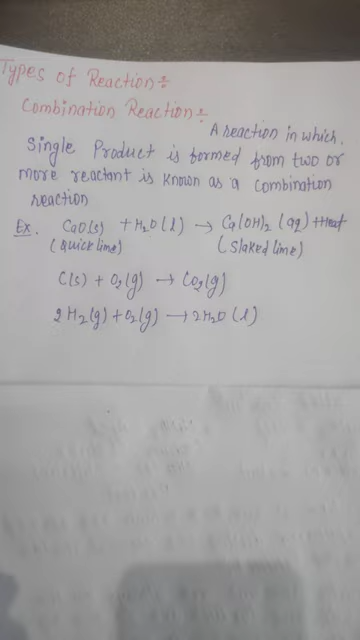 Types of Reaction :-
Combination Reaction :-
A reaction in which,
Single Product is formed from two or
more reactant is known as a combination
reaction
Ex. CaO(s) + H2O(l) → Ca(OH)2 (aq) + Heat
(Quick lime) (Slaked lime)
C(s) + O2(g) → CO2(g)
2H2(g) + O2(g) → 2H2O(l)